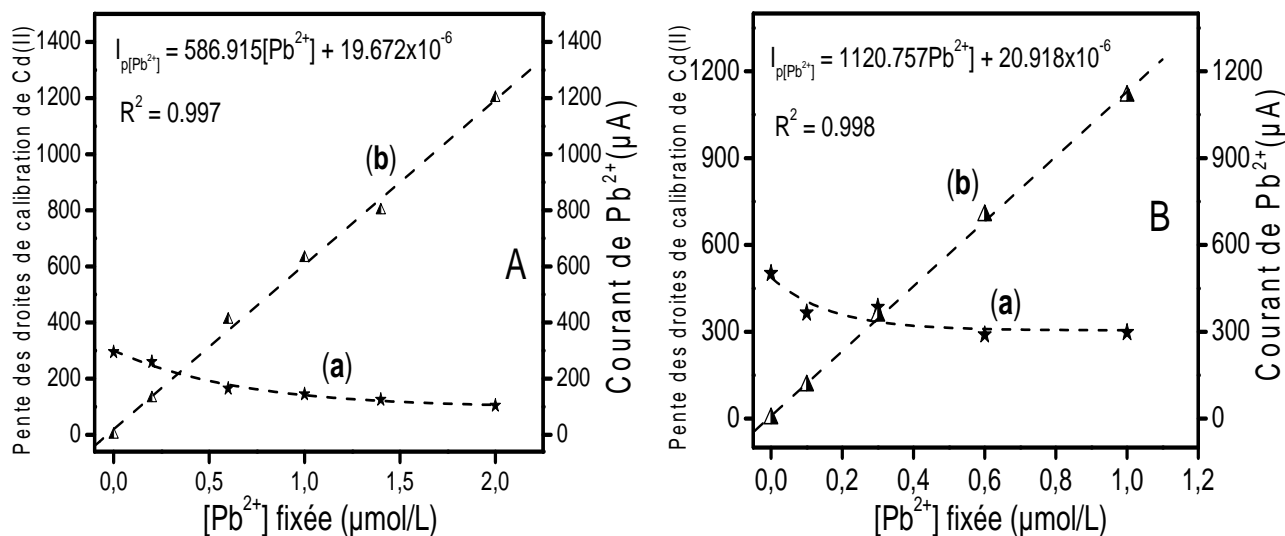 Pente des droites de calibration de Cd(II)
1400
1200
1000
800
600
400
200
0
I_p[Pb²⁺] = 586.915[Pb²⁺] + 19.672x10⁻⁶
R² = 0.997
(b)
(a)
A
1400
1200
1000
800
600
400
200
0
Courant de Pb²⁺(µA)
0,0 0,5 1,0 1,5 2,0
[Pb²⁺] fixée (µmol/L)
Pente des droites de calibration de Cd(II)
1200
900
600
300
0
I_p[Pb²⁺] = 1120.757Pb²⁺] + 20.918x10⁻⁶
R² = 0.998
(b)
(a)
B
1200
900
600
300
0
Courant de Pb²⁺(µA)
0,0 0,2 0,4 0,6 0,8 1,0
[Pb²⁺] fixée (µmol/L)